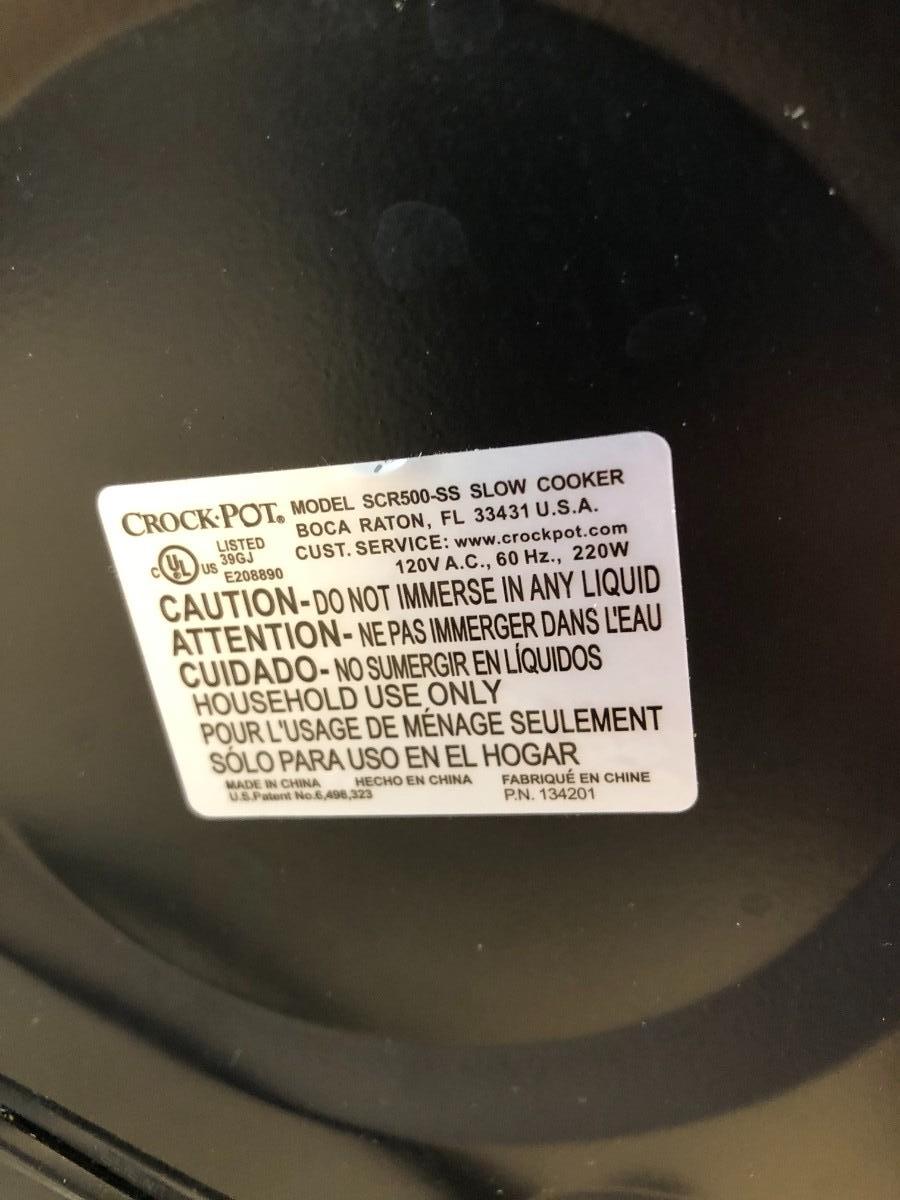 CROCK·POT® MODEL SCR500-SS SLOW COOKER
BOCA RATON, FL 33431 U.S.A.
CUST. SERVICE: www.crockpot.com
120V A.C., 60 Hz., 220W
C UL US LISTED
39GJ
E208890
CAUTION-DO NOT IMMERSE IN ANY LIQUID
ATTENTION- NE PAS IMMERGER DANS L'EAU
CUIDADO- NO SUMERGIR EN LÍQUIDOS
HOUSEHOLD USE ONLY
POUR L'USAGE DE MÉNAGE SEULEMENT
SÓLO PARA USO EN EL HOGAR
MADE IN CHINA HECHO EN CHINA FABRIQUÉ EN CHINE
U.S.Patent No.6,498,323 P.N. 134201